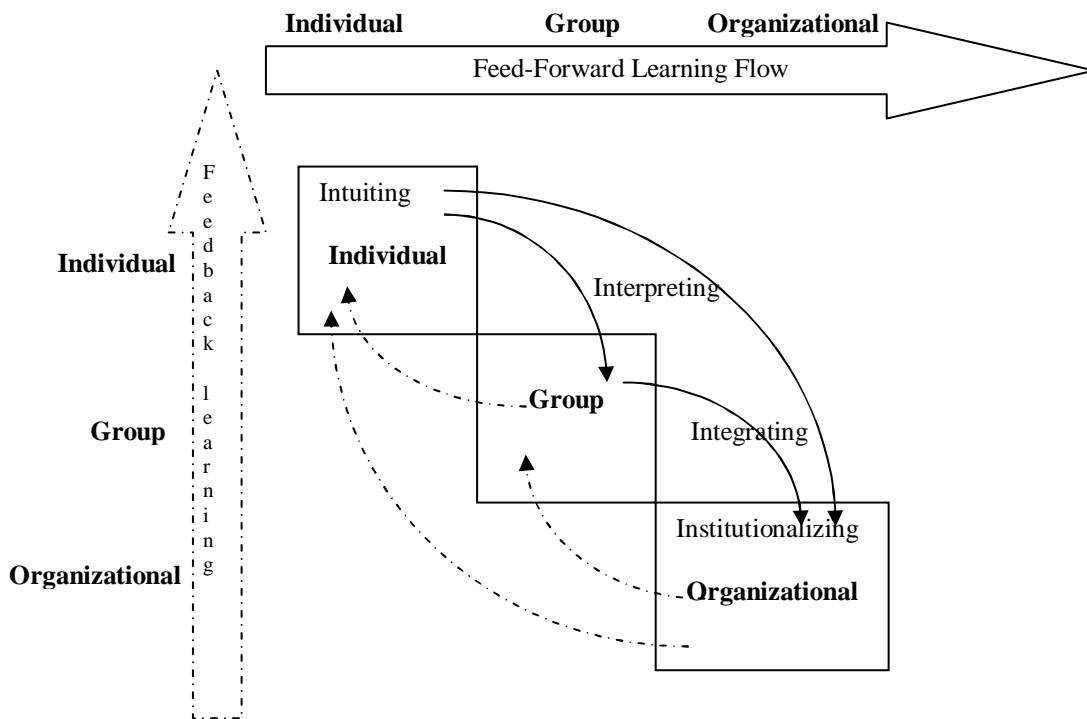 Individual Group Organizational
Feed-Forward Learning Flow
Feedback learning
Individual
Group
Organizational
Intuiting
Individual
Interpreting
Group
Integrating
Institutionalizing
Organizational